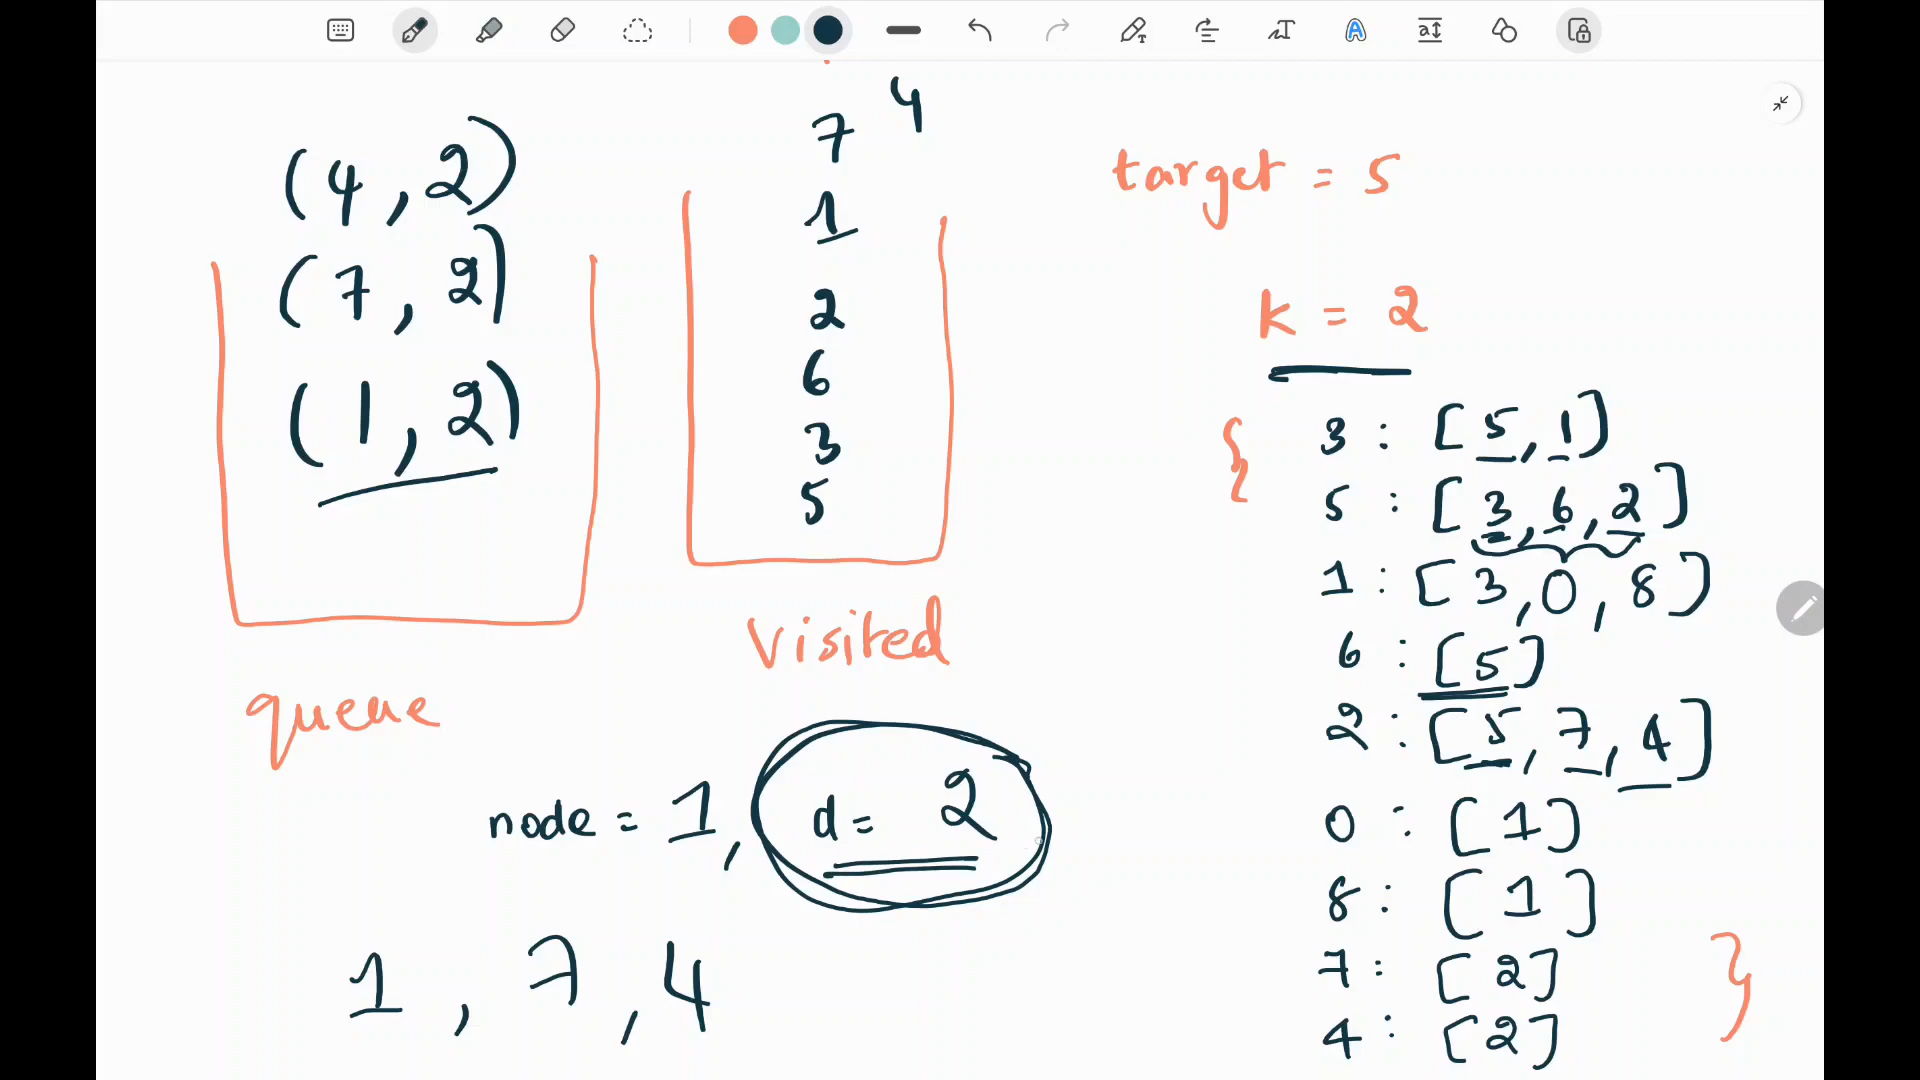 4
7
(4,2)
target = 5
1
(7,2)
2
k = 2
6
(1,2)
3 : [5,1]
3
5 : [3,6,2]
5
1 : [3,0,8]
visited
6 : [5]
queue
2 : [5,7,4]
node = 1, d = 2
0 : [1]
8 : [1]
1, 7, 4
7 : [2]
4 : [2]
{
}